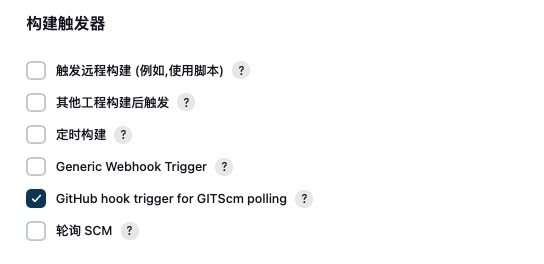 构建触发器
触发远程构建 (例如,使用脚本) ?
其他工程构建后触发 ?
定时构建 ?
Generic Webhook Trigger ?
GitHub hook trigger for GITScm polling ?
轮询 SCM ?